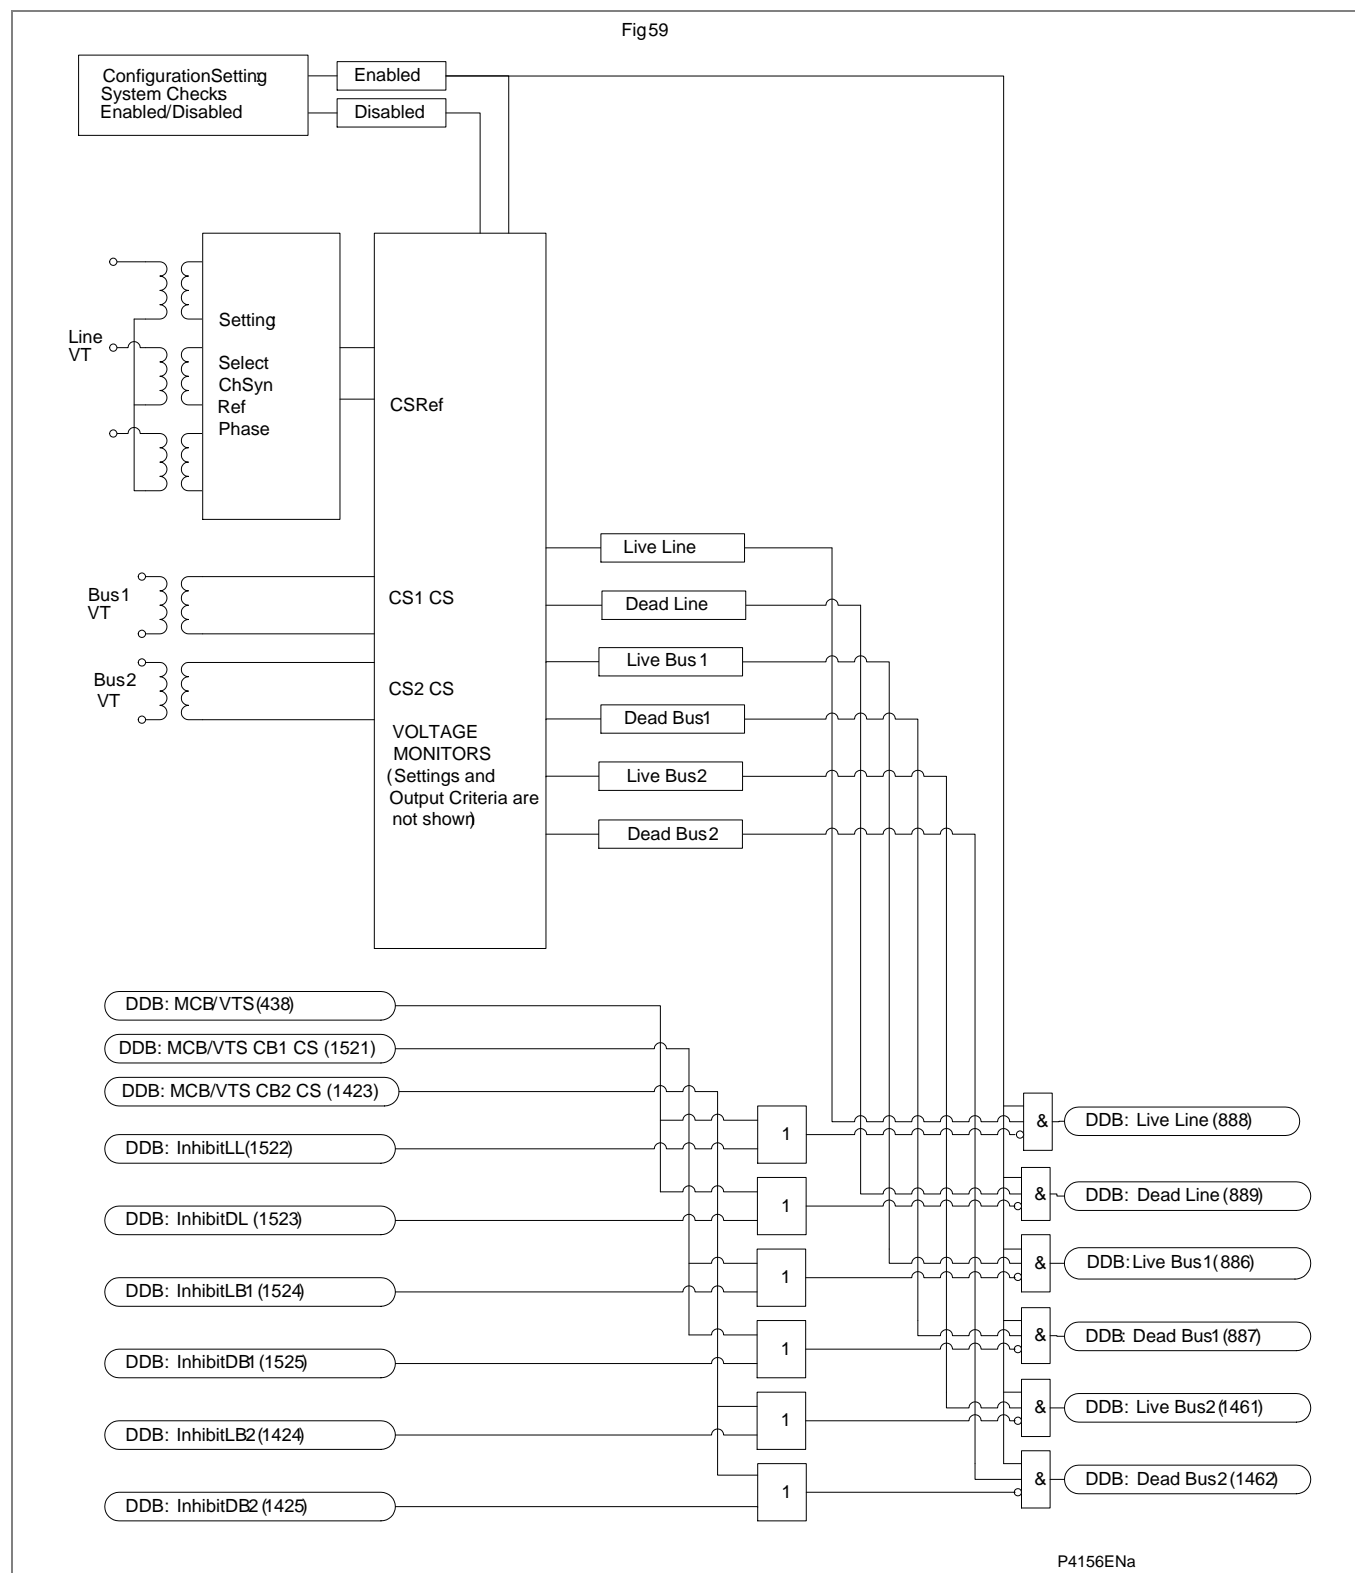 Fig59
ConfigurationSetting
System Checks
Enabled/Disabled
Enabled
Disabled
Line
VT
Setting
Select
ChSyn
Ref
Phase
CSRef
Bus1
VT
CS1 CS
Bus2
VT
CS2 CS
VOLTAGE
MONITORS
(Settings and
Output Criteria are
not shown)
Live Line
Dead Line
Live Bus 1
Dead Bus1
Live Bus2
Dead Bus2
DDB: MCB/VTS(438)
DDB: MCB/VTS CB1 CS (1521)
DDB: MCB/VTS CB2 CS (1423)
DDB: InhibitLL(1522)
DDB: InhibitDL (1523)
DDB: InhibitLB1(1524)
DDB: InhibitDB1(1525)
DDB: InhibitLB2(1424)
DDB: InhibitDB2(1425)
1
1
1
1
1
1
&
&
&
&
&
&
DDB: Live Line (888)
DDB: Dead Line(889)
DDB:Live Bus1(886)
DDB: Dead Bus1(887)
DDB: Live Bus2(1461)
DDB: Dead Bus2(1462)
P4156ENa